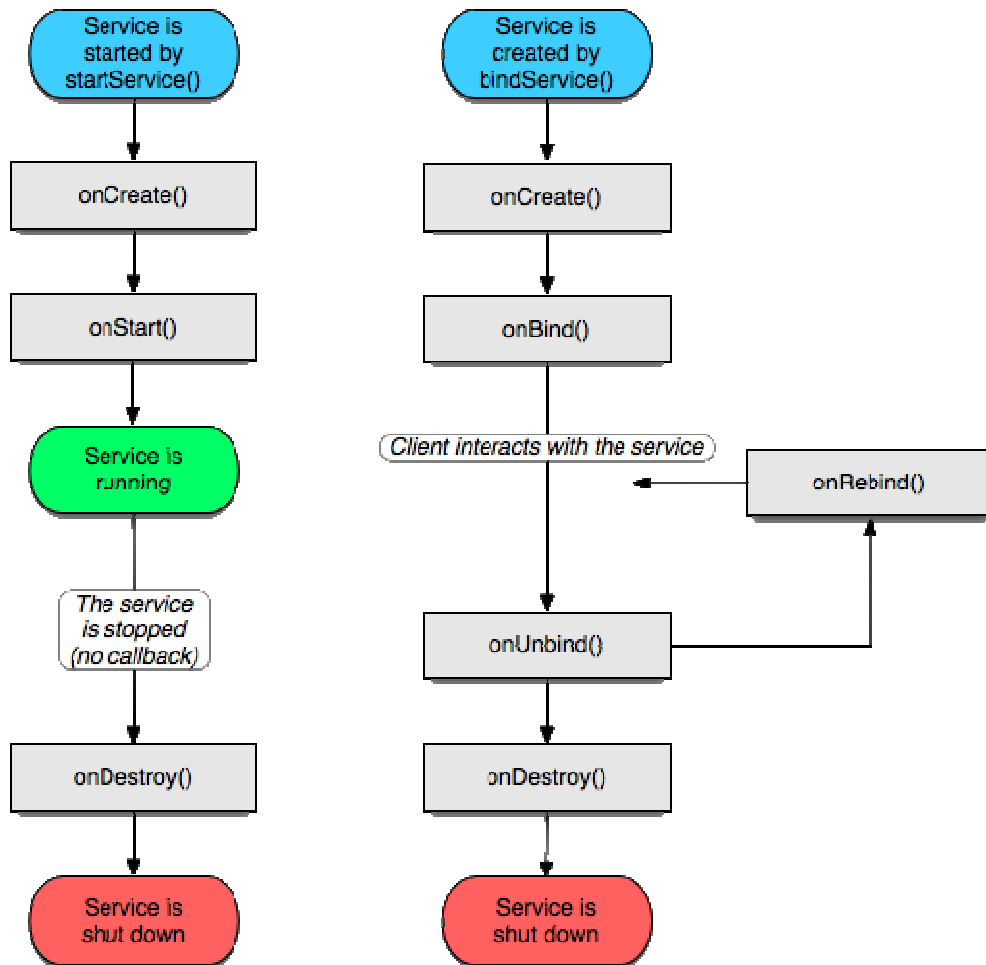 Service is
started by
startService()
onCreate()
onStart()
Service is
running
The service
is stopped
(no callback)
onDestroy()
Service is
shut down
Service is
created by
bindService()
onCreate()
onBind()
Client interacts with the service
onRebind()
onUnbind()
onDestroy()
Service is
shut down